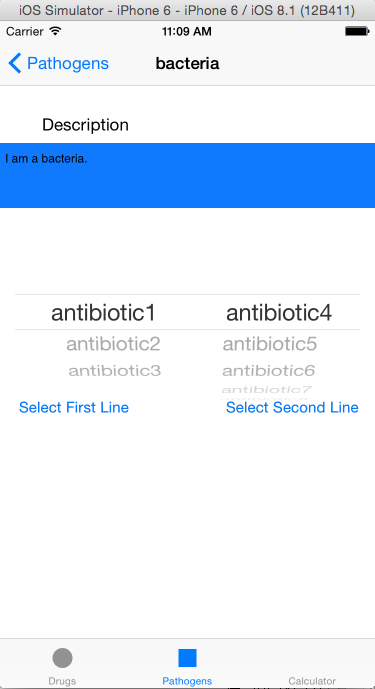 iOS Simulator - iPhone 6 - iPhone 6 / iOS 8.1 (12B411)
Carrier 11:09 AM
Pathogens bacteria
Description
I am a bacteria.
antibiotic1 antibiotic4
antibiotic2 antibiotic5
antibiotic3 antibiotic6
antibiotic7
Select First Line Select Second Line
Drugs Pathogens Calculator